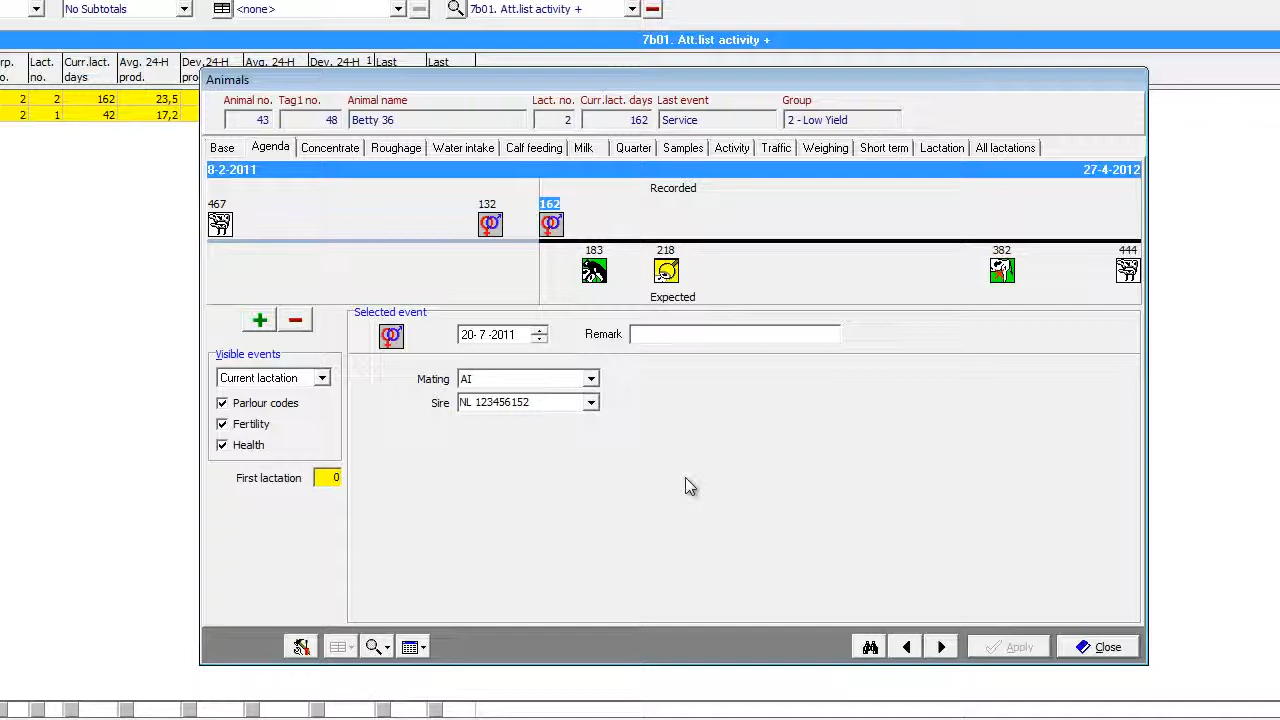 No Subtotals <none> 7b01. Att.list activity +
7b01. Att.list activity +
rp. Lact. Curr.lact. Avg. 24-H Dev. 24-H Avg. 24-H Dev. 24-H 1 Last Last
o. no. days prod.
2 2 162 23,5
2 1 42 17,2
Animals
Animal no. Tag1 no. Animal name Lact. no. Curr.lact. days Last event Group
43 48 Betty 36 2 162 Service 2 - Low Yield
Base Agenda Concentrate Roughage Water intake Calf feeding Milk Quarter Samples Activity Traffic Weighing Short term Lactation All lactations
8-2-2011 27-4-2012
Recorded
467 132 162
183 218 382 444
Expected
Selected event
20- 7 -2011 Remark
Visible events
Current lactation
Mating AI
Parlour codes
Sire NL 123456152
Fertility
Health
First lactation 0
Apply Close